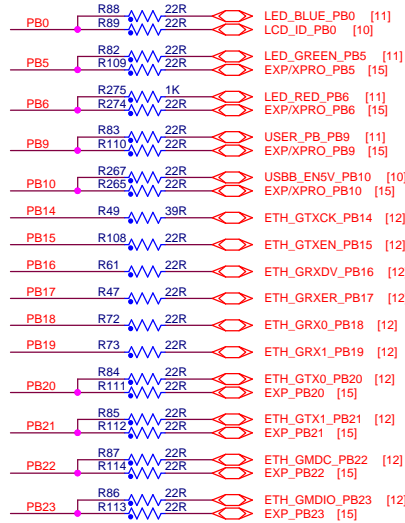 R88 22R LED_BLUE_PB0 [11]
PB0 R89 22R LCD_ID_PB0 [10]
R82 22R LED_GREEN_PB5 [11]
PB5 R109 22R EXP/XPRO_PB5 [15]
R275 1K LED_RED_PB6 [11]
PB6 R274 22R EXP/XPRO_PB6 [15]
R83 22R USER_PB_PB9 [11]
PB9 R110 22R EXP/XPRO_PB9 [15]
R267 22R USBB_EN5V_PB10 [10]
PB10 R265 22R EXP/XPRO_PB10 [15]
PB14 R49 39R ETH_GTXCK_PB14 [12
PB15 R108 22R ETH_GTXEN_PB15 [12]
PB16 R61 22R ETH_GRXDV_PB16 [12
PB17 R47 22R ETH_GRXER_PB17 [12
PB18 R72 22R ETH_GRX0_PB18 [12]
PB19 R73 22R ETH_GRX1_PB19 [12]
R84 22R ETH_GTX0_PB20 [12]
PB20 R111 22R EXP_PB20 [15]
R85 22R ETH_GTX1_PB21 [12]
PB21 R112 22R EXP_PB21 [15]
R87 22R ETH_GMDC_PB22 [12]
PB22 R114 22R EXP_PB22 [15]
R86 22R ETH_GMDIO_PB23 [12]
PB23 R113 22R EXP_PB23 [15]